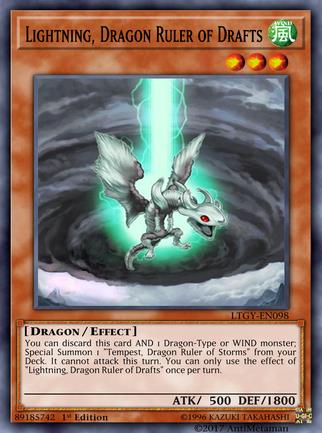 Lightning, Dragon Ruler of Drafts
WIND
風
LTGY-EN098
[Dragon / Effect]
You can discard this card AND 1 Dragon-Type or WIND monster;
Special Summon 1 "Tempest, Dragon Ruler of Storms" from your
Deck. It cannot attack this turn. You can only use the effect of
"Lightning, Dragon Ruler of Drafts" once per turn.
ATK/ 500 DEF/1800
89185742 1st Edition ©1996 KAZUKI TAKAHASHI
©2017 AntiMetaman